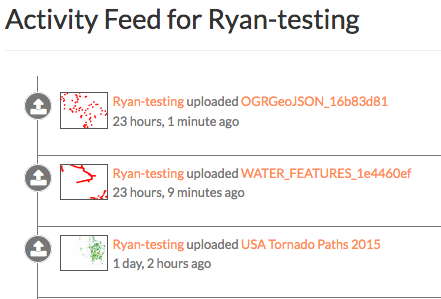 Activity Feed for Ryan-testing
Ryan-testing uploaded OGRGeoJSON_16b83d81
23 hours, 1 minute ago
Ryan-testing uploaded WATER_FEATURES_1e4460ef
23 hours, 9 minutes ago
Ryan-testing uploaded USA Tornado Paths 2015
1 day, 2 hours ago